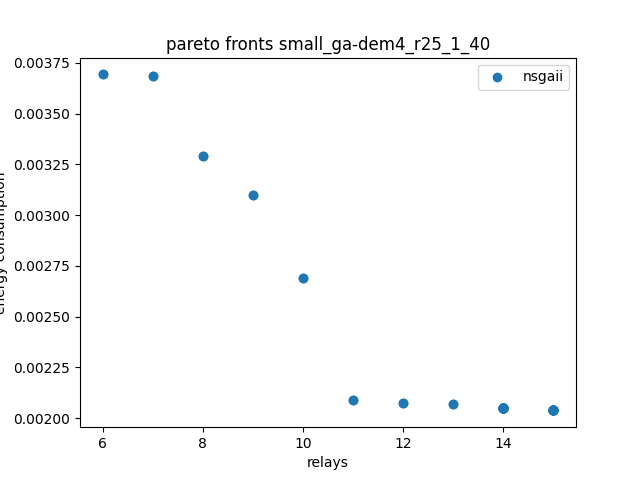 pareto fronts small_ga-dem4_r25_1_40
nsgaii
0.00375
0.00350
0.00325
0.00300
0.00275
0.00250
0.00225
0.00200
energy consumption
6 8 10 12 14
relays